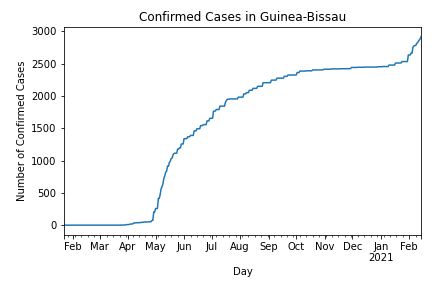 Confirmed Cases in Guinea-Bissau
3000
2500
2000
1500
1000
500
0
Number of Confirmed Cases
Feb Mar Apr May Jun Jul Aug Sep Oct Nov Dec Jan Feb
2021
Day